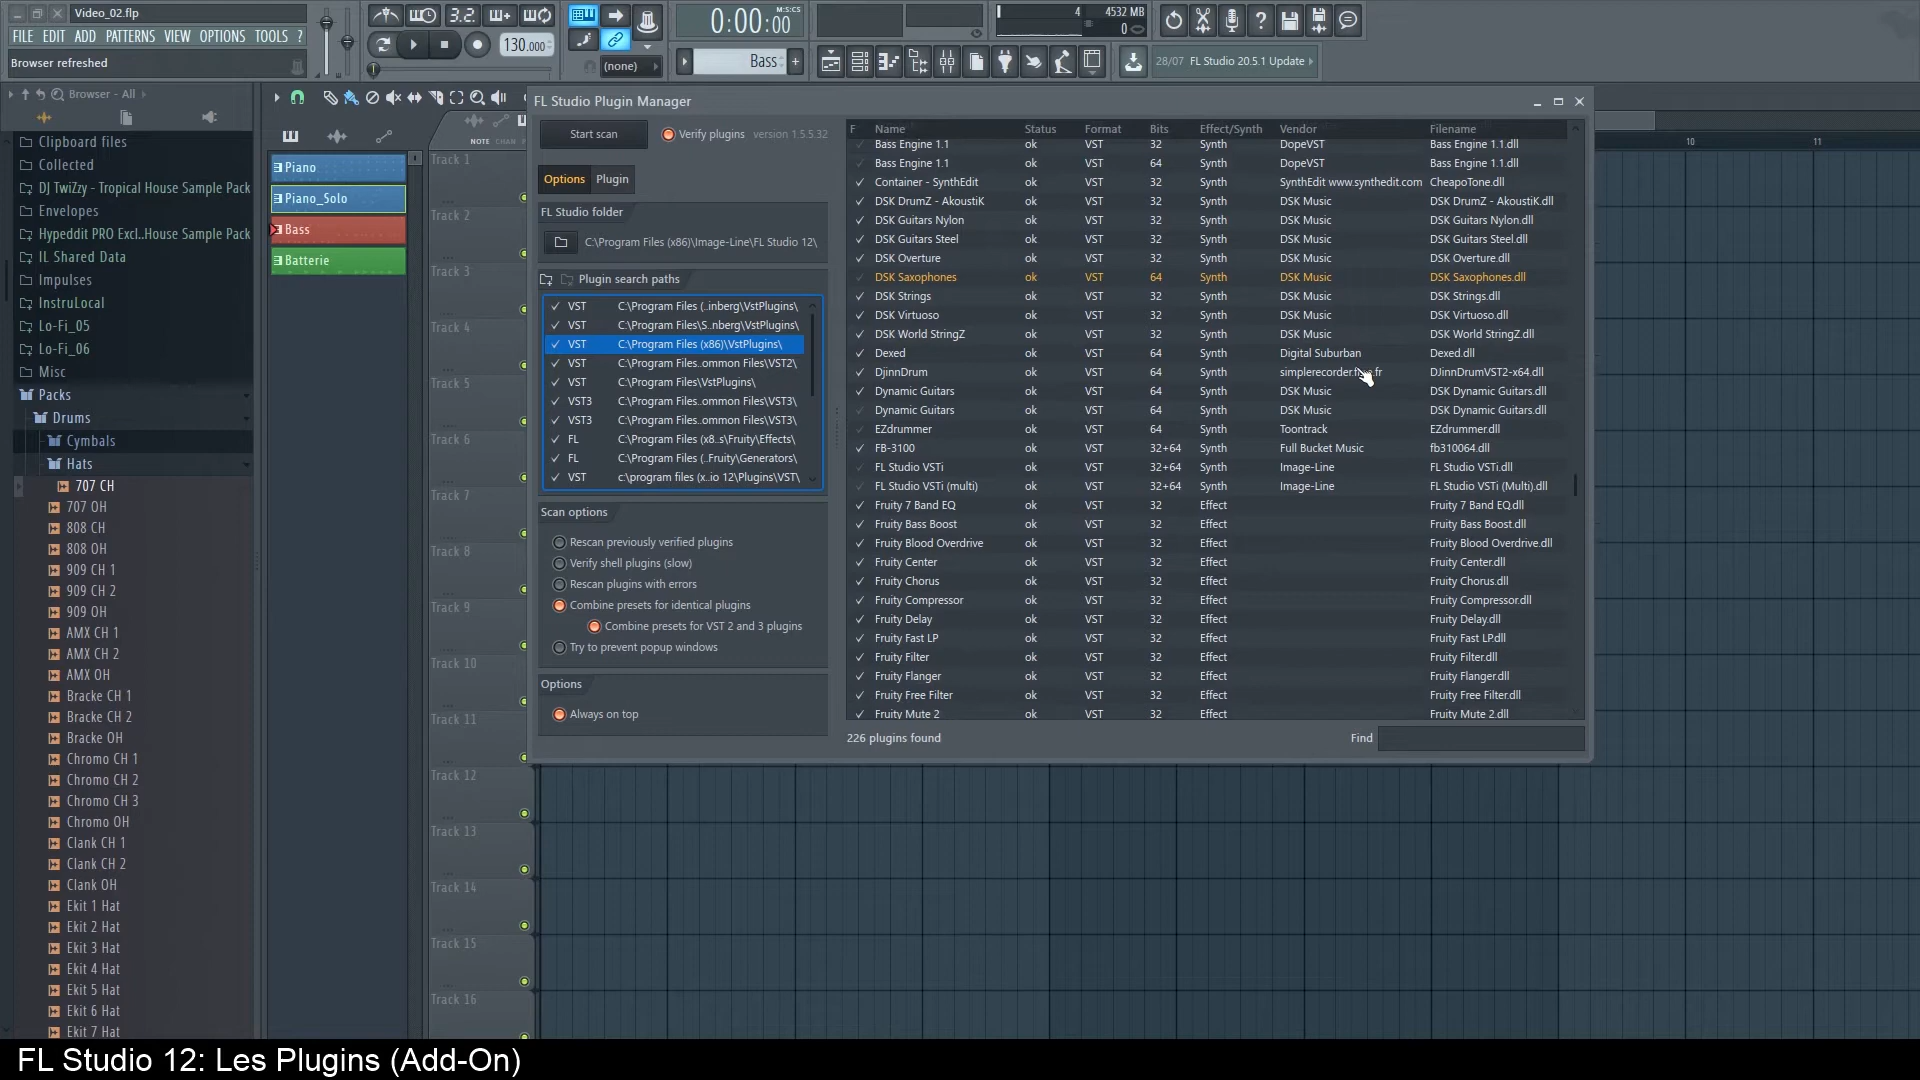 Video_02.flp
FILE EDIT ADD PATTERNS VIEW OPTIONS TOOLS ?
Browser refreshed
3.2.
130.000
(none)
0:00:00
M:S:CS
Bass
4
4532 MB
0
28/07 FL Studio 20.5.1 Update
Browser - All
Clipboard files
Collected
DJ TwiZzy - Tropical House Sample Pack
Envelopes
Hypeddit PRO Excl..House Sample Pack
IL Shared Data
Impulses
InstruLocal
Lo-Fi_05
Lo-Fi_06
Misc
Packs
Drums
Cymbals
Hats
707 CH
707 OH
808 CH
808 OH
909 CH 1
909 CH 2
909 OH
AMX CH 1
AMX CH 2
AMX OH
Bracke CH 1
Bracke CH 2
Bracke OH
Chromo CH 1
Chromo CH 2
Chromo CH 3
Chromo OH
Clank CH 1
Clank CH 2
Clank OH
Ekit 1 Hat
Ekit 2 Hat
Ekit 3 Hat
Ekit 4 Hat
Ekit 5 Hat
Ekit 6 Hat
Ekit 7 Hat
Piano
Piano_Solo
Bass
Batterie
NOTE CHAN
Track 1
Track 2
Track 3
Track 4
Track 5
Track 6
Track 7
Track 8
Track 9
Track 10
Track 11
Track 12
Track 13
Track 14
Track 15
Track 16
10
11
FL Studio Plugin Manager
Start scan
Verify plugins version 1.5.5.32
Options Plugin
FL Studio folder
C:\Program Files (x86)\Image-Line\FL Studio 12\
Plugin search paths
VST C:\Program Files (..inberg\VstPlugins\
VST C:\Program Files\S..nberg\VstPlugins\
VST C:\Program Files (x86)\VstPlugins\
VST C:\Program Files..ommon Files\VST2\
VST C:\Program Files\VstPlugins\
VST3 C:\Program Files..ommon Files\VST3\
VST3 C:\Program Files..ommon Files\VST3\
FL C:\Program Files (x8..s\Fruity\Effects\
FL C:\Program Files (..Fruity\Generators\
VST c:\program files (x..io 12\Plugins\VST\
Scan options
Rescan previously verified plugins
Verify shell plugins (slow)
Rescan plugins with errors
Combine presets for identical plugins
Combine presets for VST 2 and 3 plugins
Try to prevent popup windows
Options
Always on top
F Name Status Format Bits Effect/Synth Vendor Filename
Bass Engine 1.1 ok VST 32 Synth DopeVST Bass Engine 1.1.dll
Bass Engine 1.1 ok VST 64 Synth DopeVST Bass Engine 1.1.dll
Container - SynthEdit ok VST 32 Synth SynthEdit www.synthedit.com CheapoTone.dll
DSK DrumZ - AkoustiK ok VST 32 Synth DSK Music DSK DrumZ - AkoustiK.dll
DSK Guitars Nylon ok VST 32 Synth DSK Music DSK Guitars Nylon.dll
DSK Guitars Steel ok VST 32 Synth DSK Music DSK Guitars Steel.dll
DSK Overture ok VST 32 Synth DSK Music DSK Overture.dll
DSK Saxophones ok VST 64 Synth DSK Music DSK Saxophones.dll
DSK Strings ok VST 32 Synth DSK Music DSK Strings.dll
DSK Virtuoso ok VST 32 Synth DSK Music DSK Virtuoso.dll
DSK World StringZ ok VST 32 Synth DSK Music DSK World StringZ.dll
Dexed ok VST 64 Synth Digital Suburban Dexed.dll
DjinnDrum ok VST 64 Synth DJinnDrumVST2-x64.dll
Dynamic Guitars ok VST 64 Synth DSK Music DSK Dynamic Guitars.dll
Dynamic Guitars ok VST 64 Synth DSK Music DSK Dynamic Guitars.dll
EZdrummer ok VST 64 Synth Toontrack EZdrummer.dll
FB-3100 ok VST 32+64 Synth Full Bucket Music fb310064.dll
FL Studio VSTi ok VST 32+64 Synth Image-Line FL Studio VSTi.dll
FL Studio VSTi (multi) ok VST 32+64 Synth Image-Line FL Studio VSTi (Multi).dll
Fruity 7 Band EQ ok VST 32 Effect Fruity 7 Band EQ.dll
Fruity Bass Boost ok VST 32 Effect Fruity Bass Boost.dll
Fruity Blood Overdrive ok VST 32 Effect Fruity Blood Overdrive.dll
Fruity Center ok VST 32 Effect Fruity Center.dll
Fruity Chorus ok VST 32 Effect Fruity Chorus.dll
Fruity Compressor ok VST 32 Effect Fruity Compressor.dll
Fruity Delay ok VST 32 Effect Fruity Delay.dll
Fruity Fast LP ok VST 32 Effect Fruity Fast LP.dll
Fruity Filter ok VST 32 Effect Fruity Filter.dll
Fruity Flanger ok VST 32 Effect Fruity Flanger.dll
Fruity Free Filter ok VST 32 Effect Fruity Free Filter.dll
Fruity Mute 2 ok VST 32 Effect Fruity Mute 2.dll
226 plugins found
Find
FL Studio 12: Les Plugins (Add-On)